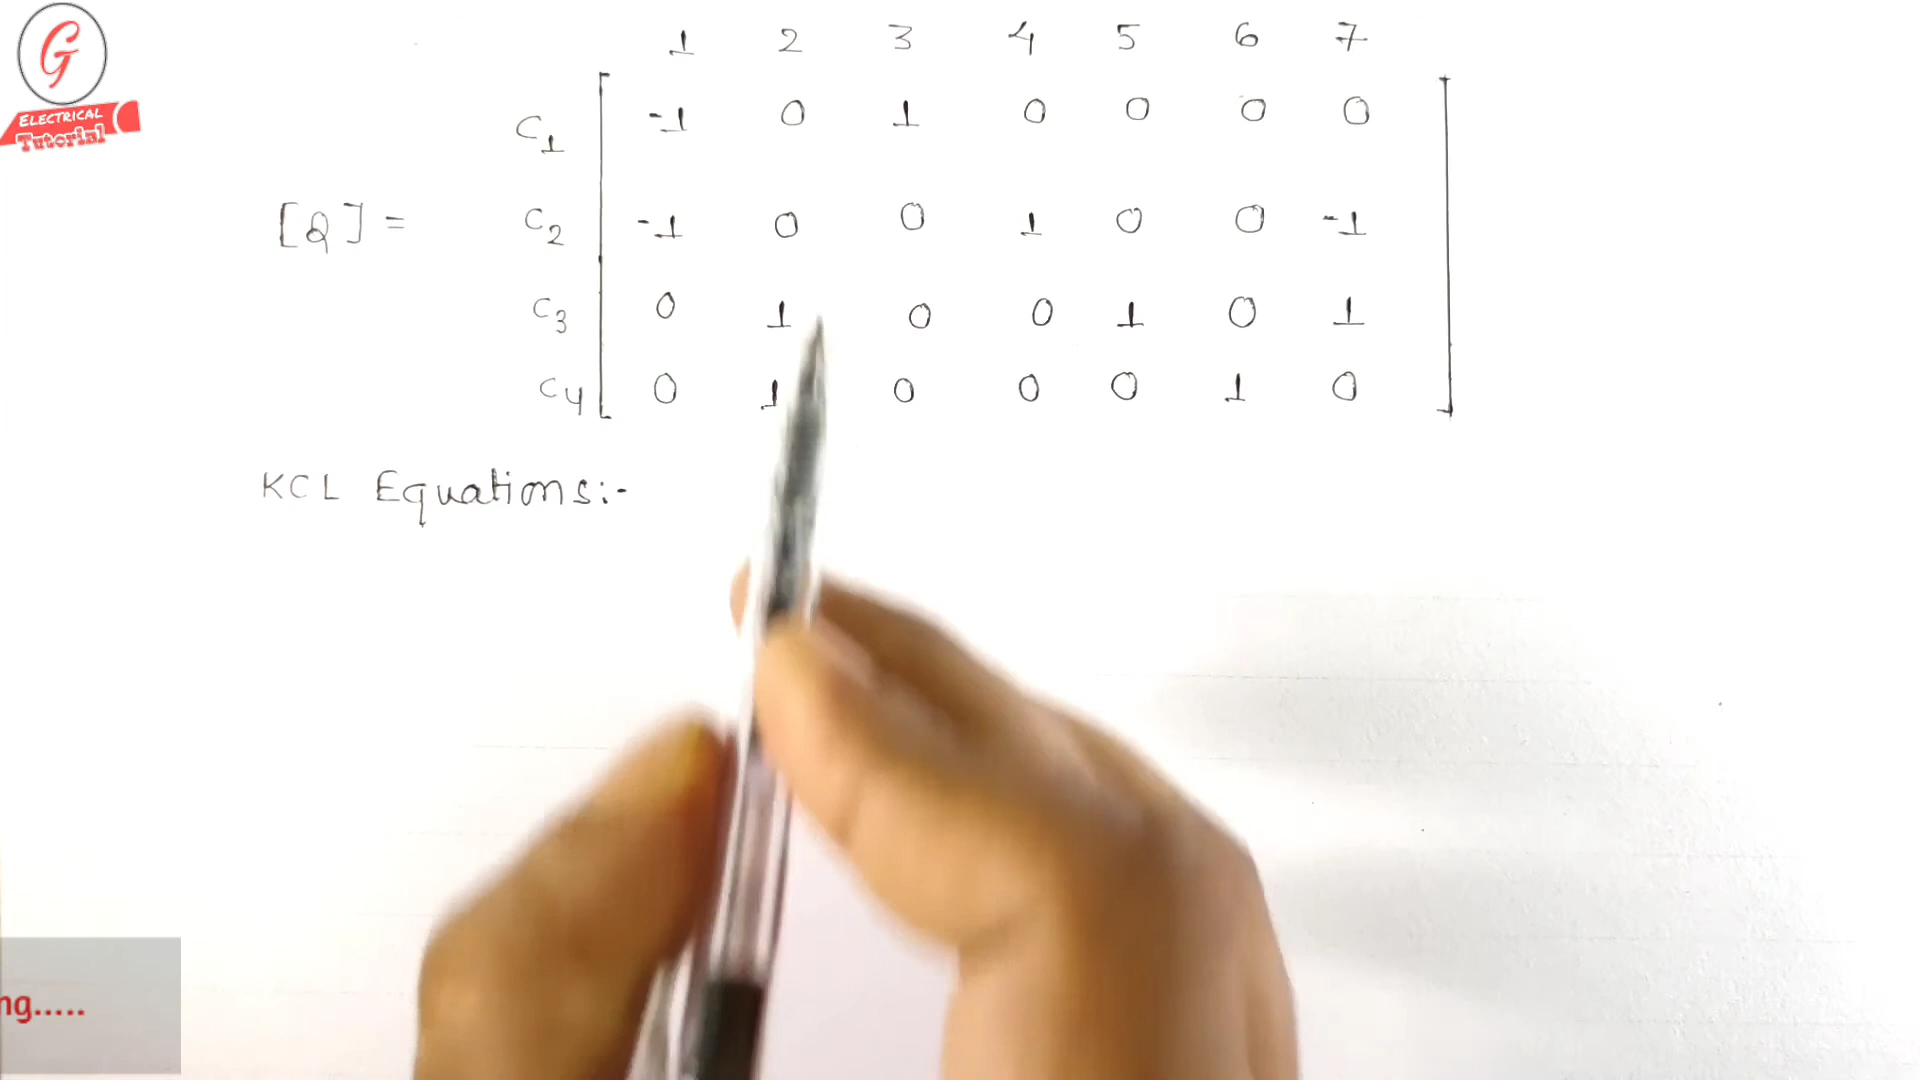 G
ELECTRICAL
Tutorial
1 2 3 4 5 6 7
C1 -1 0 1 0 0 0 0
[Q] = C2 -1 0 0 1 0 0 -1
C3 0 1 0 0 1 0 1
C4 0 1 0 0 0 1 0
KCL Equations:-
ng.....